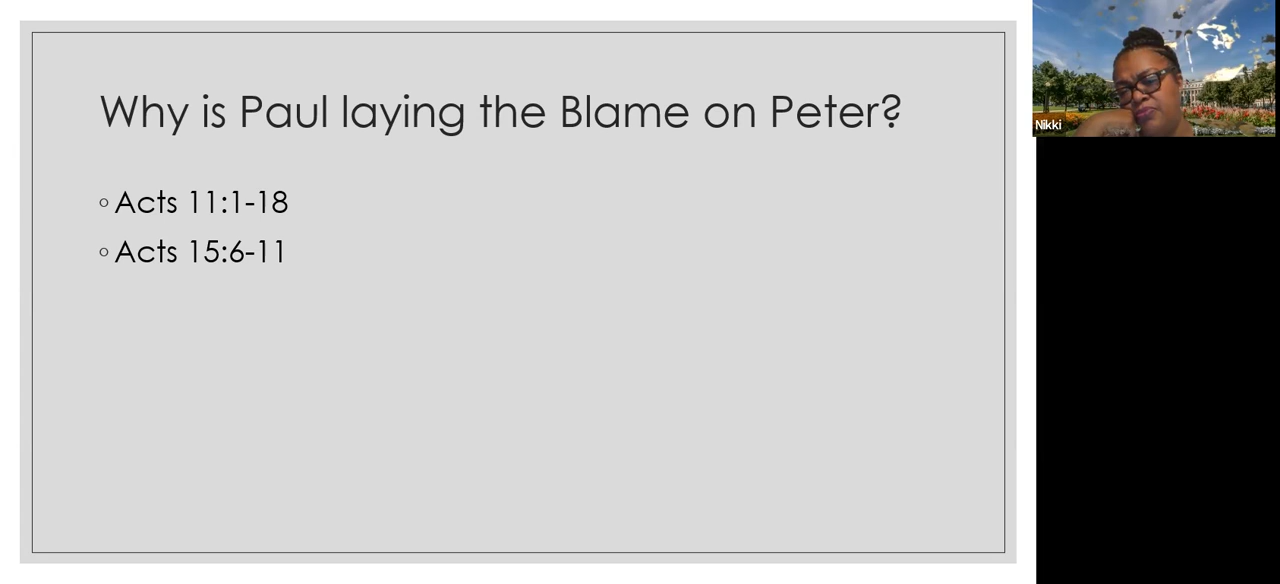 Why is Paul laying the Blame on Peter?
◦ Acts 11:1-18
◦ Acts 15:6-11
Nikki